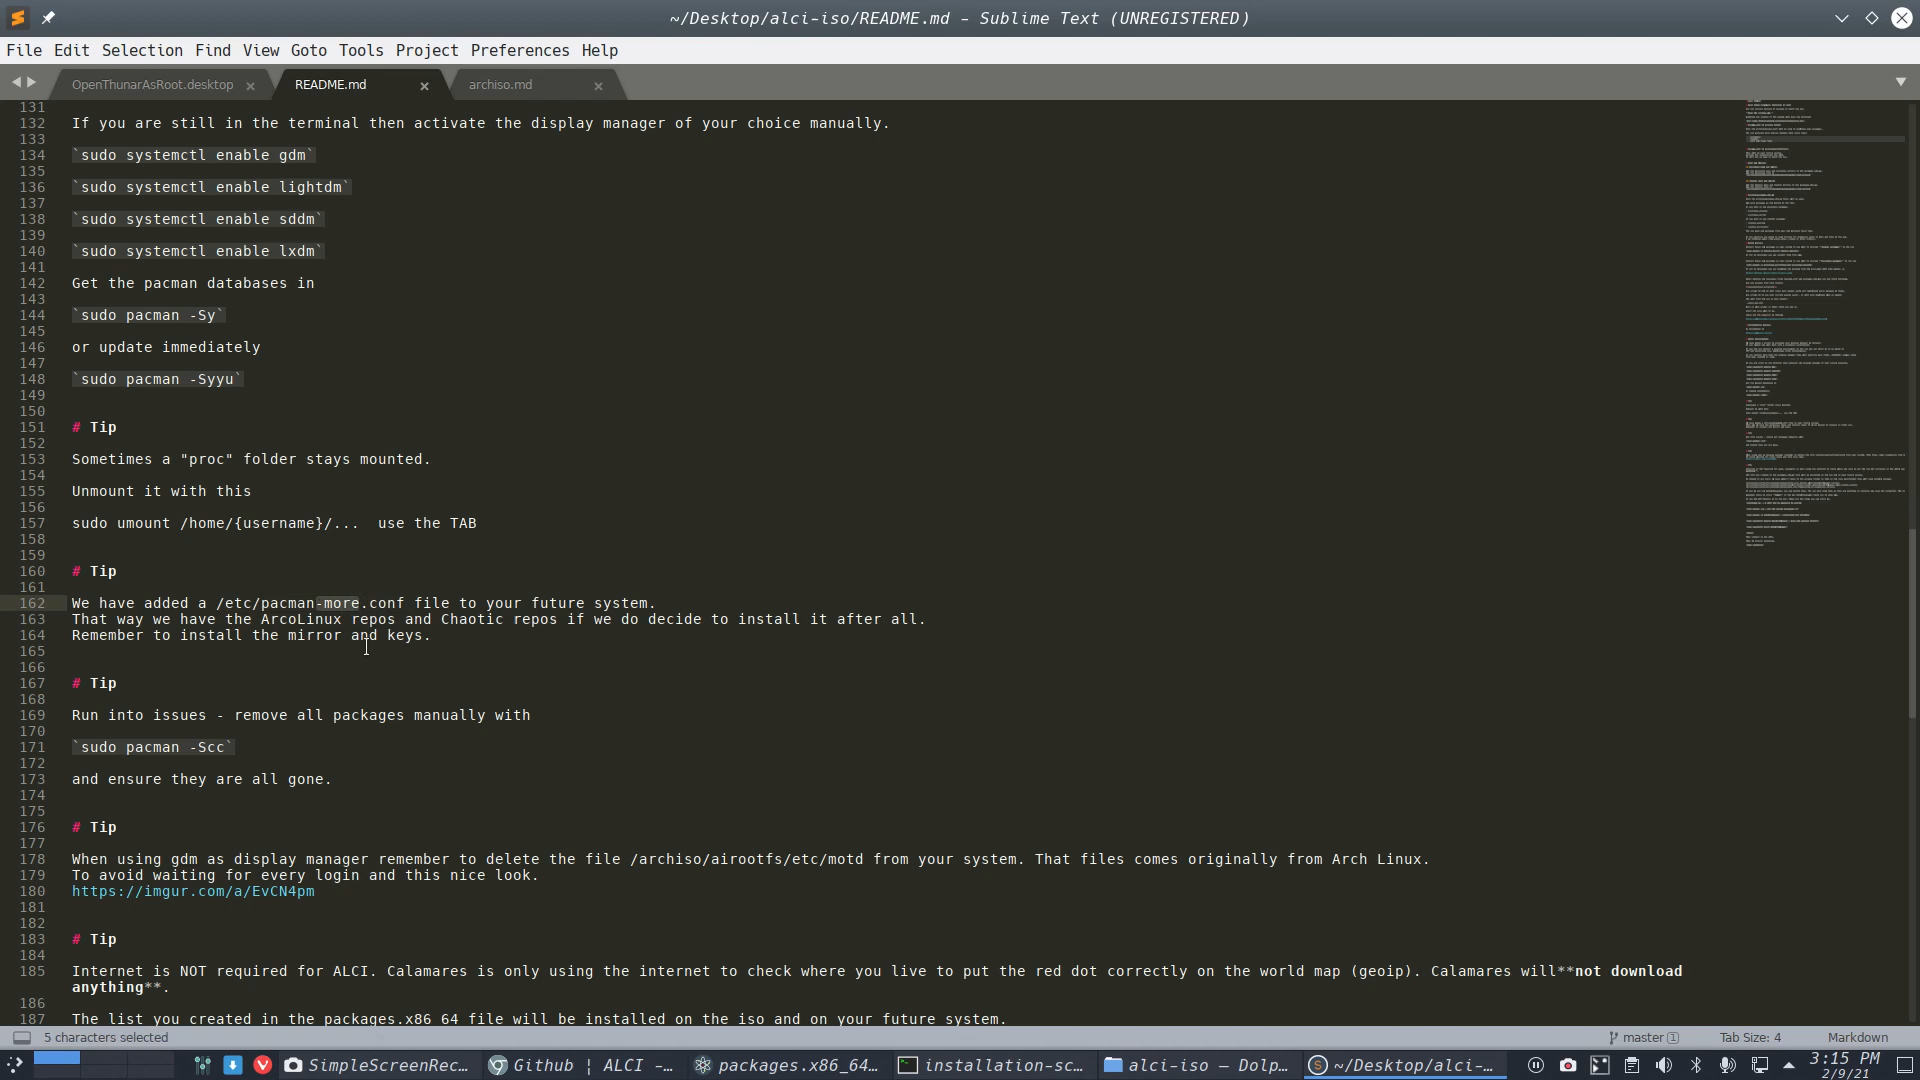 ~/Desktop/alci-iso/README.md - Sublime Text (UNREGISTERED)
File Edit Selection Find View Goto Tools Project Preferences Help
OpenThunarAsRoot.desktop README.md archiso.md
131
132 If you are still in the terminal then activate the display manager of your choice manually.
133
134 `sudo systemctl enable gdm`
135
136 `sudo systemctl enable lightdm`
137
138 `sudo systemctl enable sddm`
139
140 `sudo systemctl enable lxdm`
141
142 Get the pacman databases in
143
144 `sudo pacman -Sy`
145
146 or update immediately
147
148 `sudo pacman -Syyu`
149
150
151 # Tip
152
153 Sometimes a "proc" folder stays mounted.
154
155 Unmount it with this
156
157 sudo umount /home/{username}/...  use the TAB
158
159
160 # Tip
161
162 We have added a /etc/pacman-more.conf file to your future system.
163 That way we have the ArcoLinux repos and Chaotic repos if we do decide to install it after all.
164 Remember to install the mirror and keys.
165
166
167 # Tip
168
169 Run into issues - remove all packages manually with
170
171 `sudo pacman -Scc`
172
173 and ensure they are all gone.
174
175
176 # Tip
177
178 When using gdm as display manager remember to delete the file /archiso/airootfs/etc/motd from your system. That files comes originally from Arch Linux.
179 To avoid waiting for every login and this nice look.
180 https://imgur.com/a/EvCN4pm
181
182
183 # Tip
184
185 Internet is NOT required for ALCI. Calamares is only using the internet to check where you live to put the red dot correctly on the world map (geoip). Calamares will**not download
anything**.
186
187 The list you created in the packages.x86_64 file will be installed on the iso and on your future system.
5 characters selected master 1 Tab Size: 4 Markdown
SimpleScreenRec... Github | ALCI -... packages.x86_64... installation-sc... alci-iso — Dolp... ~/Desktop/alci-... 3:15 PM
2/9/21